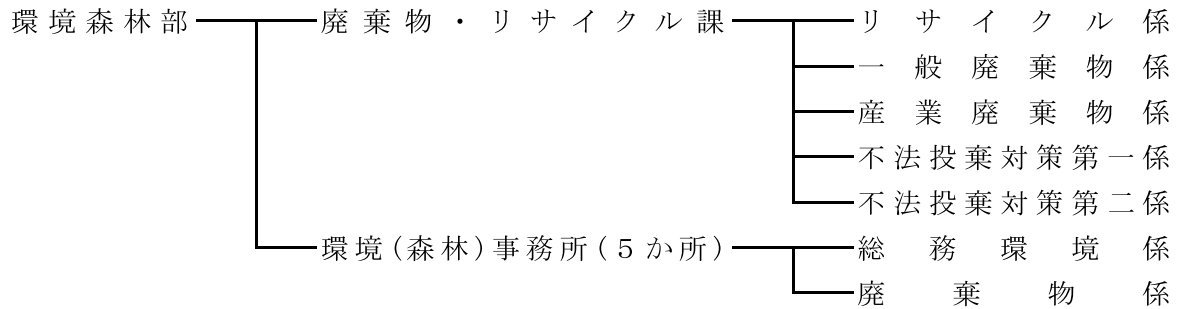 環境森林部 廃棄物・リサイクル課 リサイクル係
一般廃棄物係
産業廃棄物係
不法投棄対策第一係
不法投棄対策第二係
環境(森林)事務所(５か所) 総務環境係
廃棄物係